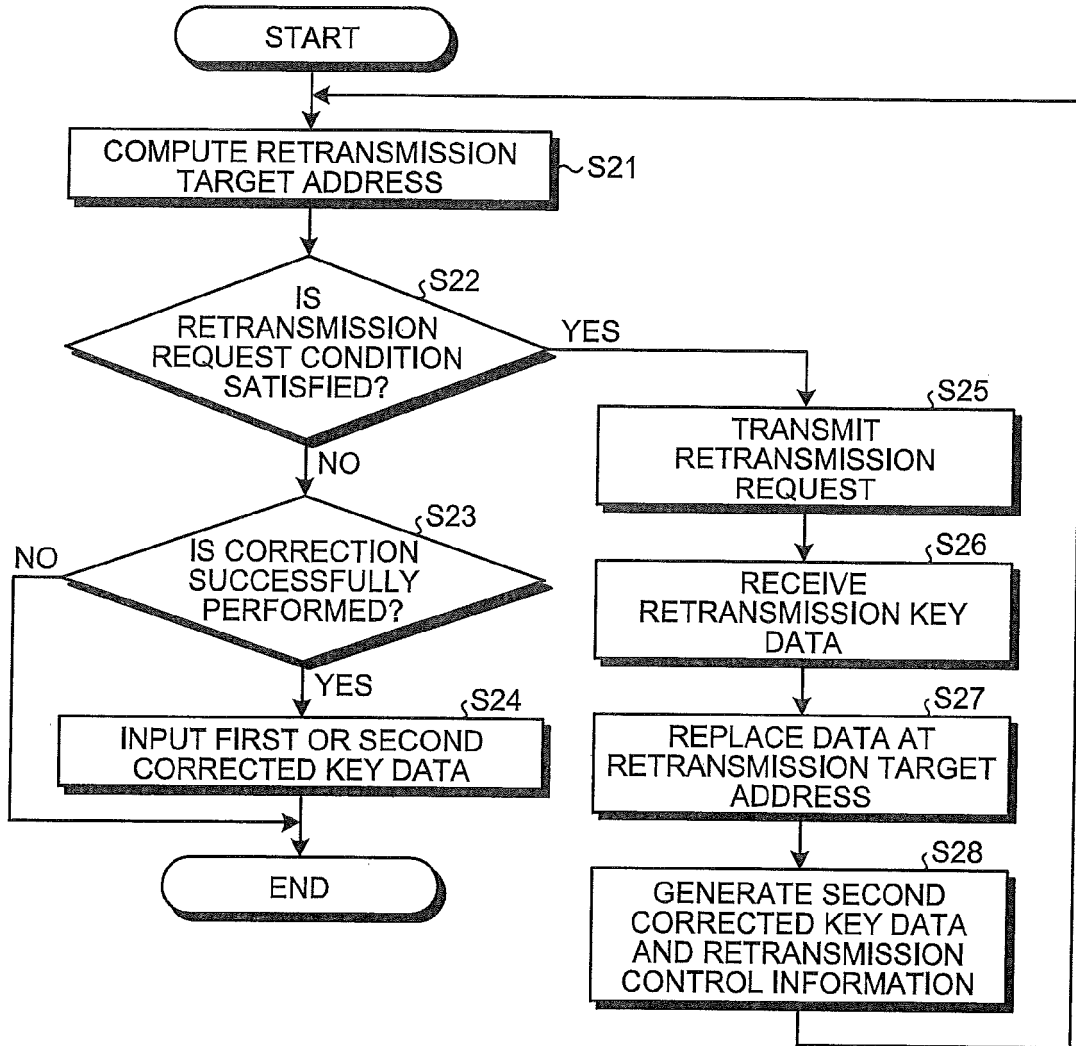 START
COMPUTE RETRANSMISSION
TARGET ADDRESS
S21
S22
IS
RETRANSMISSION
REQUEST CONDITION
SATISFIED?
YES
NO
S23
IS CORRECTION
SUCCESSFULLY
PERFORMED?
NO
YES
S24
INPUT FIRST OR SECOND
CORRECTED KEY DATA
END
S25
TRANSMIT
RETRANSMISSION
REQUEST
S26
RECEIVE
RETRANSMISSION KEY
DATA
S27
REPLACE DATA AT
RETRANSMISSION TARGET
ADDRESS
S28
GENERATE SECOND
CORRECTED KEY DATA
AND RETRANSMISSION
CONTROL INFORMATION